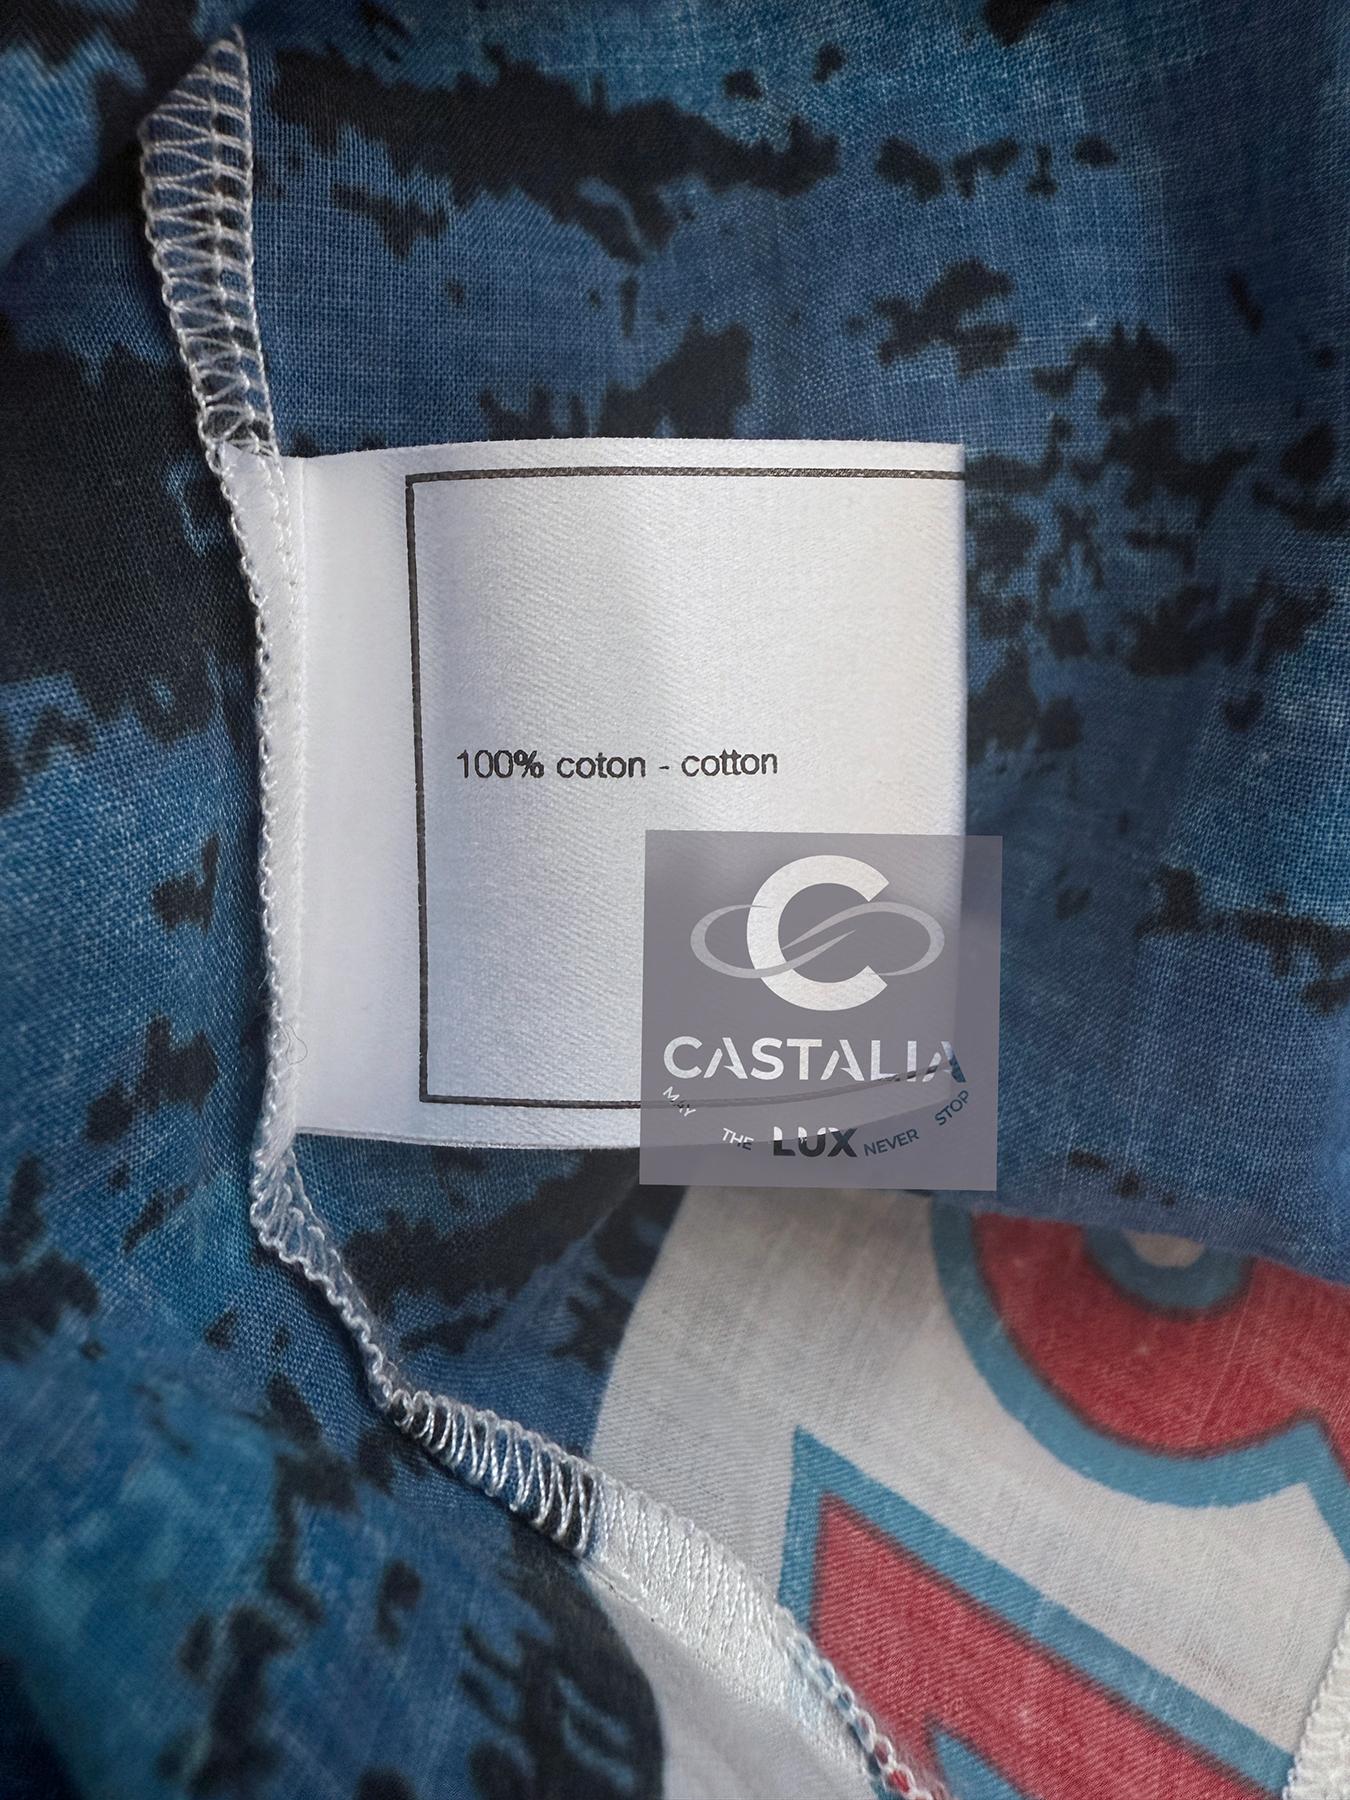 100% coton - cotton
C
CASTALIA
MAY THE LUX NEVER STOP